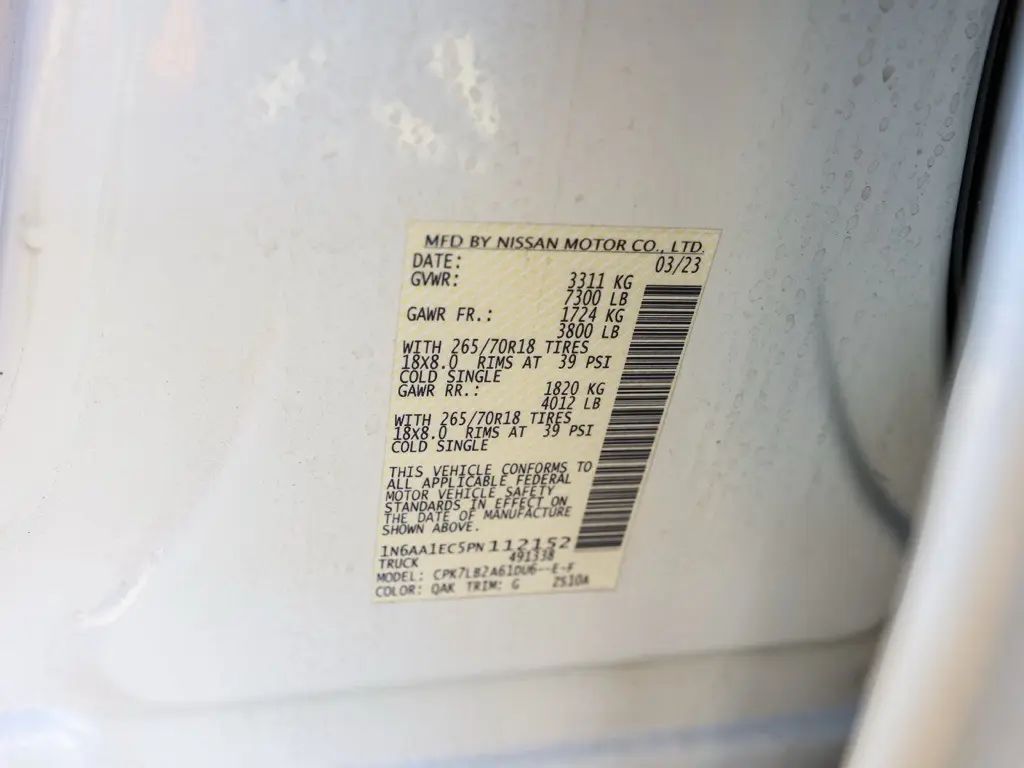 MFD BY NISSAN MOTOR CO., LTD.
DATE: 03/23
GVWR: 3311 KG
7300 LB
GAWR FR.: 1724 KG
3800 LB
WITH 265/70R18 TIRES
18X8.0 RIMS AT 39 PSI
COLD SINGLE
GAWR RR.: 1820 KG
4012 LB
WITH 265/70R18 TIRES
18X8.0 RIMS AT 39 PSI
COLD SINGLE
THIS VEHICLE CONFORMS TO
ALL APPLICABLE FEDERAL
MOTOR VEHICLE SAFETY
STANDARDS IN EFFECT ON
THE DATE OF MANUFACTURE
SHOWN ABOVE.
1N6AA1EC5PN112152
TRUCK 491338
MODEL: CPK7LB2A61DU6--E-F
COLOR: QAK TRIM: G 2S10A